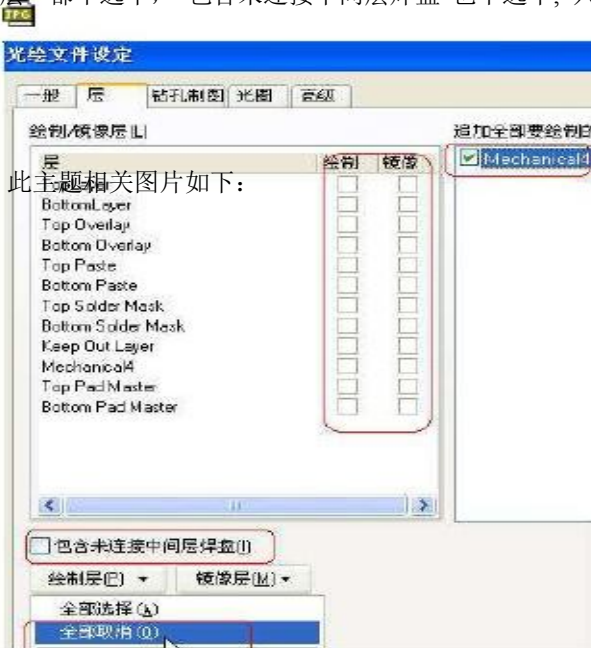 层 都不选中, 包含未连接中间层焊盘 也不选中,
JPG
光绘文件设定
一般 层 钻孔制图 光圈 高级
绘制/镜像层(L)
追加全部要绘制的
层 绘制 镜像
Mechanical4
此主题相关图片如下:
BottomLayer
Top Overlay
Bottom Overlay
Top Paste
Bottom Paste
Top Solder Mask
Bottom Solder Mask
Keep Out Layer
Mechanical4
Top Pad Master
Bottom Pad Master
包含未连接中间层焊盘(I)
绘制层(P) 镜像层(M)
全部选择(A)
全部取消(O)